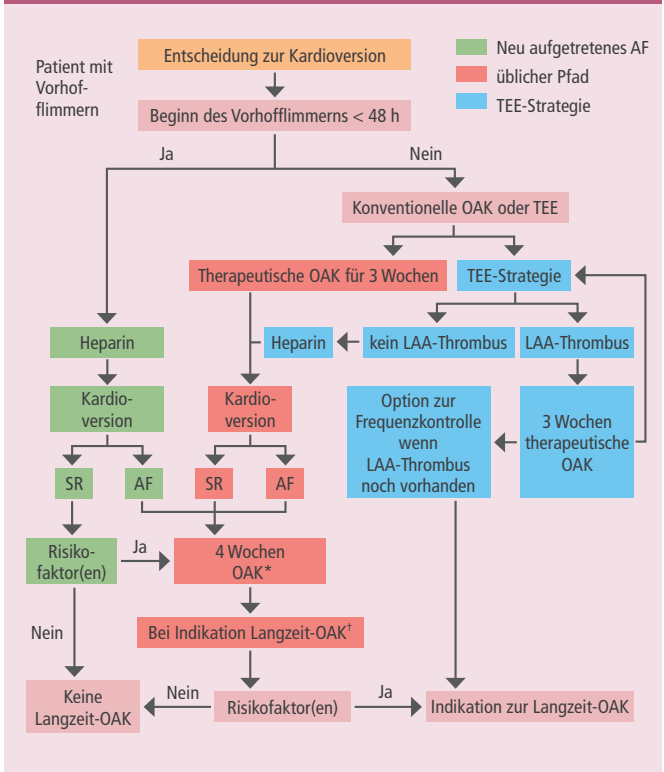 Patient mit
Vorhof-
flimmern
Entscheidung zur Kardioversion
Neu aufgetretenes AF
üblicher Pfad
TEE-Strategie
Beginn des Vorhofflimmerns < 48 h
Ja
Nein
Konventionelle OAK oder TEE
Therapeutische OAK für 3 Wochen
TEE-Strategie
Heparin
Heparin
kein LAA-Thrombus
LAA-Thrombus
Kardio-
version
Kardio-
version
Option zur
Frequenzkontrolle
wenn
LAA-Thrombus
noch vorhanden
3 Wochen
therapeutische
OAK
SR
AF
SR
AF
Risiko-
faktor(en)
Ja
4 Wochen
OAK*
Nein
Bei Indikation Langzeit-OAK†
Keine
Langzeit-OAK
Nein
Risikofaktor(en)
Ja
Indikation zur Langzeit-OAK